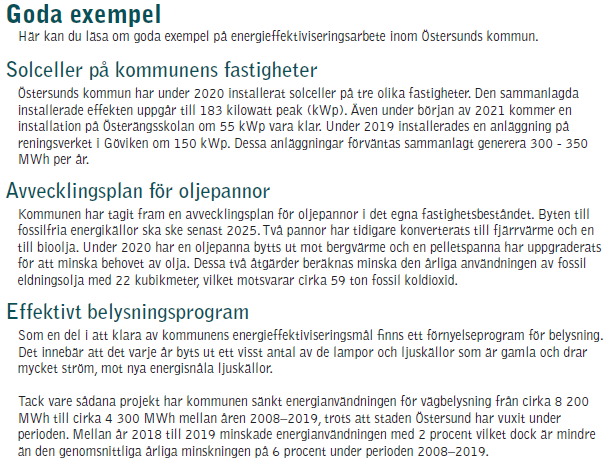 Goda exempel
Här kan du läsa om goda exempel på energieffektiviseringsarbete inom Östersunds kommun.
Solceller på kommunens fastigheter
Östersunds kommun har under 2020 installerat solceller på tre olika fastigheter. Den sammanlagda
installerade effekten uppgår till 183 kilowatt peak (kWp). Även under början av 2021 kommer en
installation på Österängsskolan om 55 kWp vara klar. Under 2019 installerades en anläggning på
reningsverket i Göviken om 150 kWp. Dessa anläggningar förväntas sammanlagt generera 300 - 350
MWh per år.
Avvecklingsplan för oljepannor
Kommunen har tagit fram en avvecklingsplan för oljepannor i det egna fastighetsbeståndet. Byten till
fossilfria energikällor ska ske senast 2025. Två pannor har tidigare konverterats till fjärrvärme och en
till bioolja. Under 2020 har en oljepanna bytts ut mot bergvärme och en pelletspanna har uppgraderats
för att minska behovet av olja. Dessa två åtgärder beräknas minska den årliga användningen av fossil
eldningsolja med 22 kubikmeter, vilket motsvarar cirka 59 ton fossil koldioxid.
Effektivt belysningsprogram
Som en del i att klara av kommunens energieffektiviseringsmål finns ett förnyelseprogram för belysning.
Det innebär att det varje år byts ut ett visst antal av de lampor och ljuskällor som är gamla och drar
mycket ström, mot nya energisnåla ljuskällor.
Tack vare sådana projekt har kommunen sänkt energianvändningen för vägbelysning från cirka 8 200
MWh till cirka 4 300 MWh mellan åren 2008–2019, trots att staden Östersund har vuxit under
perioden. Mellan år 2018 till 2019 minskade energianvändningen med 2 procent vilket dock är mindre
än den genomsnittliga årliga minskningen på 6 procent under perioden 2008–2019.